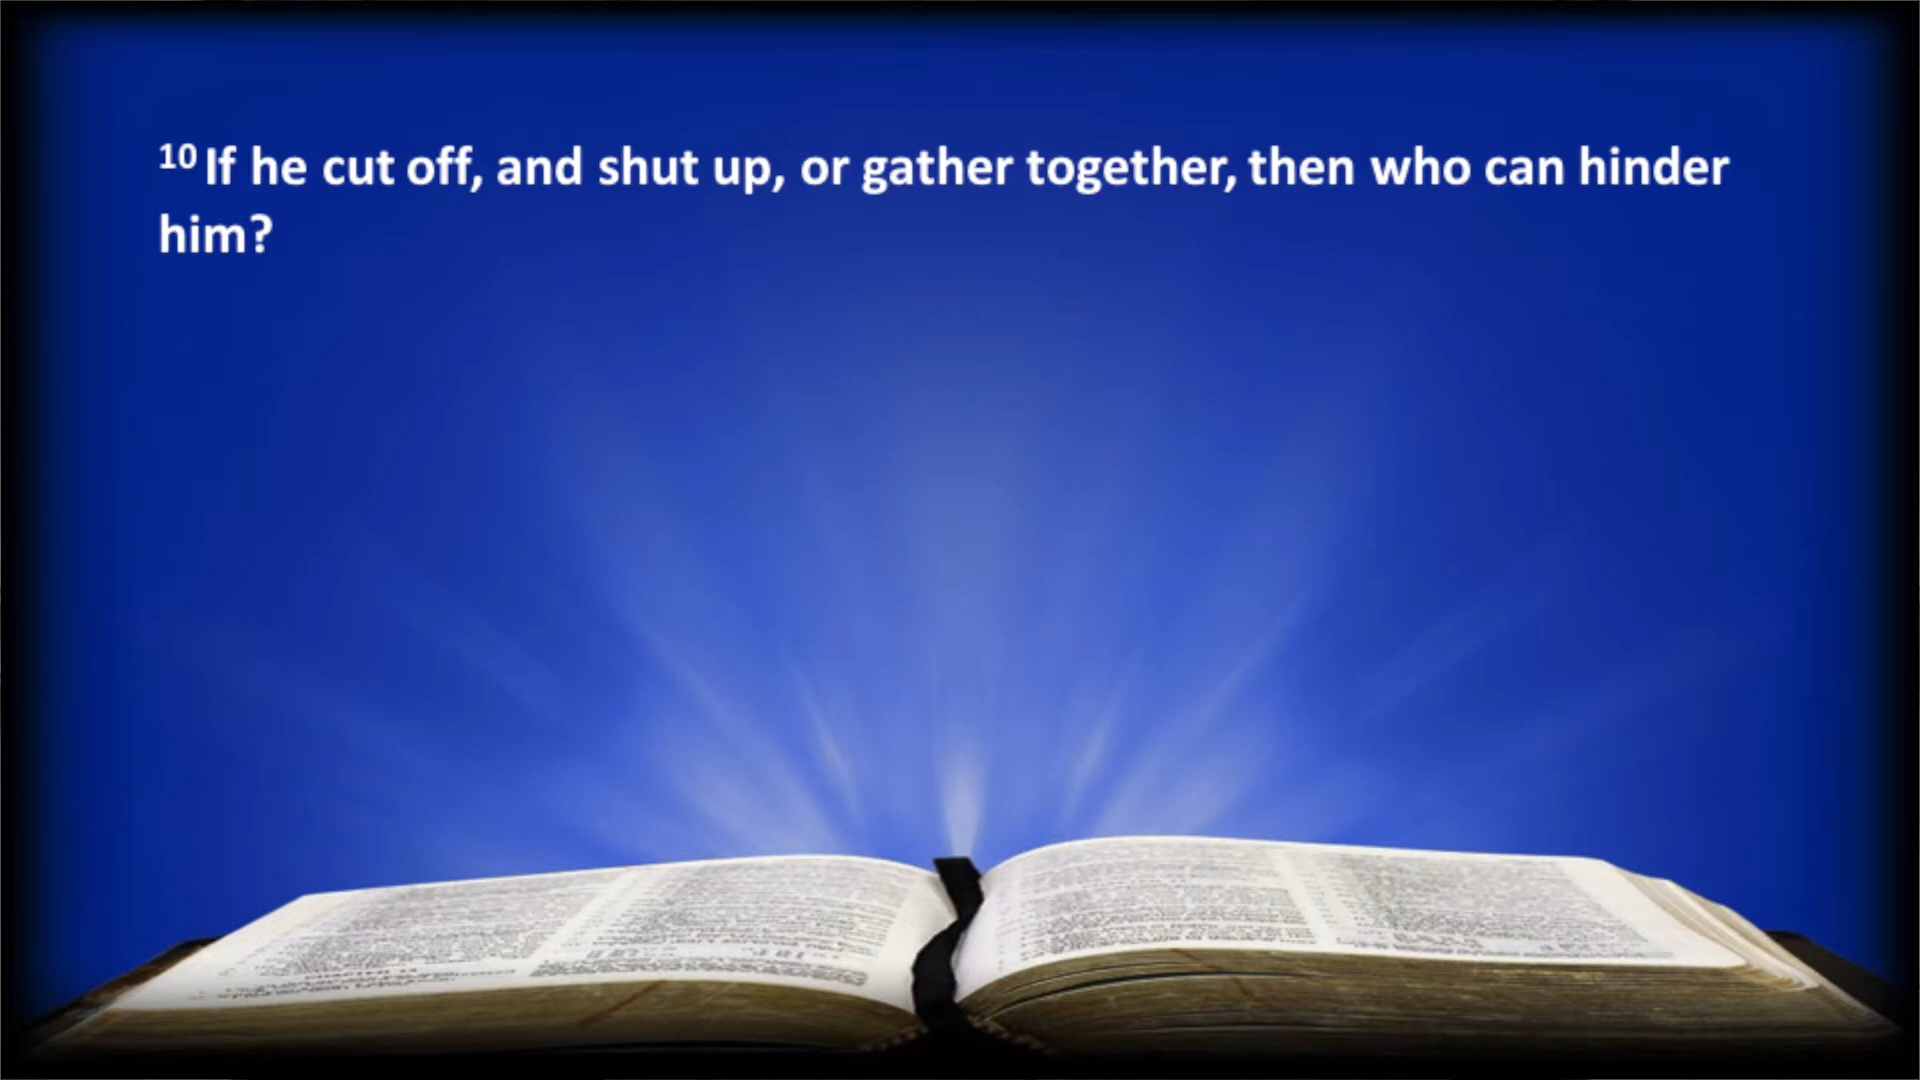 10 If he cut off, and shut up, or gather together, then who can hinder
him?